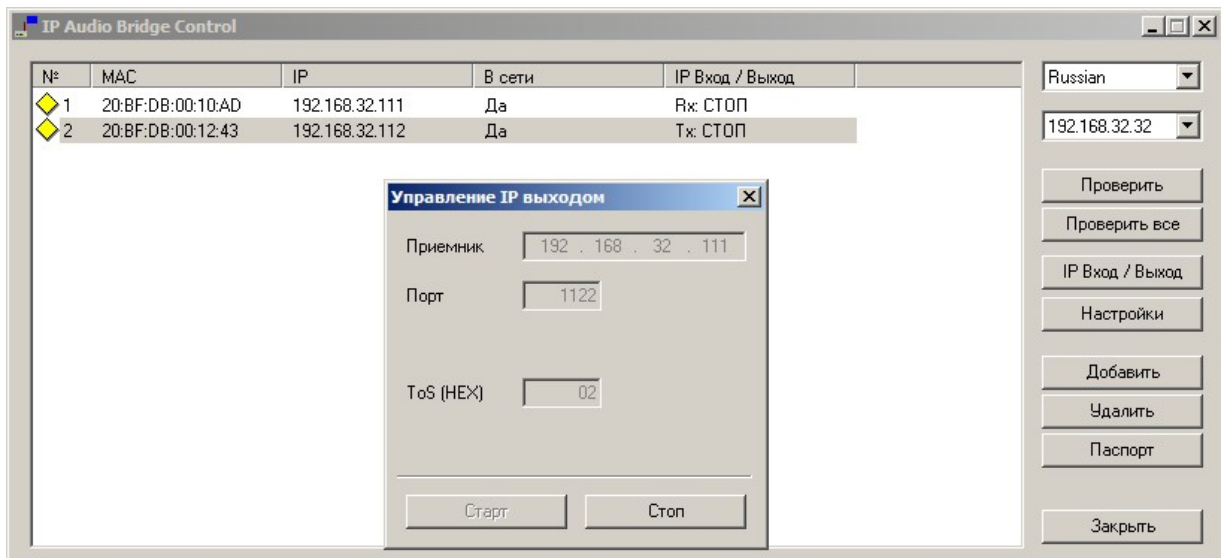 IP Audio Bridge Control
№ MAC IP В сети IP Вход / Выход
1 20:BF:DB:00:10:AD 192.168.32.111 Да Rx: СТОП
2 20:BF:DB:00:12:43 192.168.32.112 Да Tx: СТОП
Управление IP выходом
Приемник 192 . 168 . 32 . 111
Порт 1122
ToS (HEX) 02
Старт Стоп
Russian
192.168.32.32
Проверить
Проверить все
IP Вход / Выход
Настройки
Добавить
Удалить
Паспорт
Закрыть